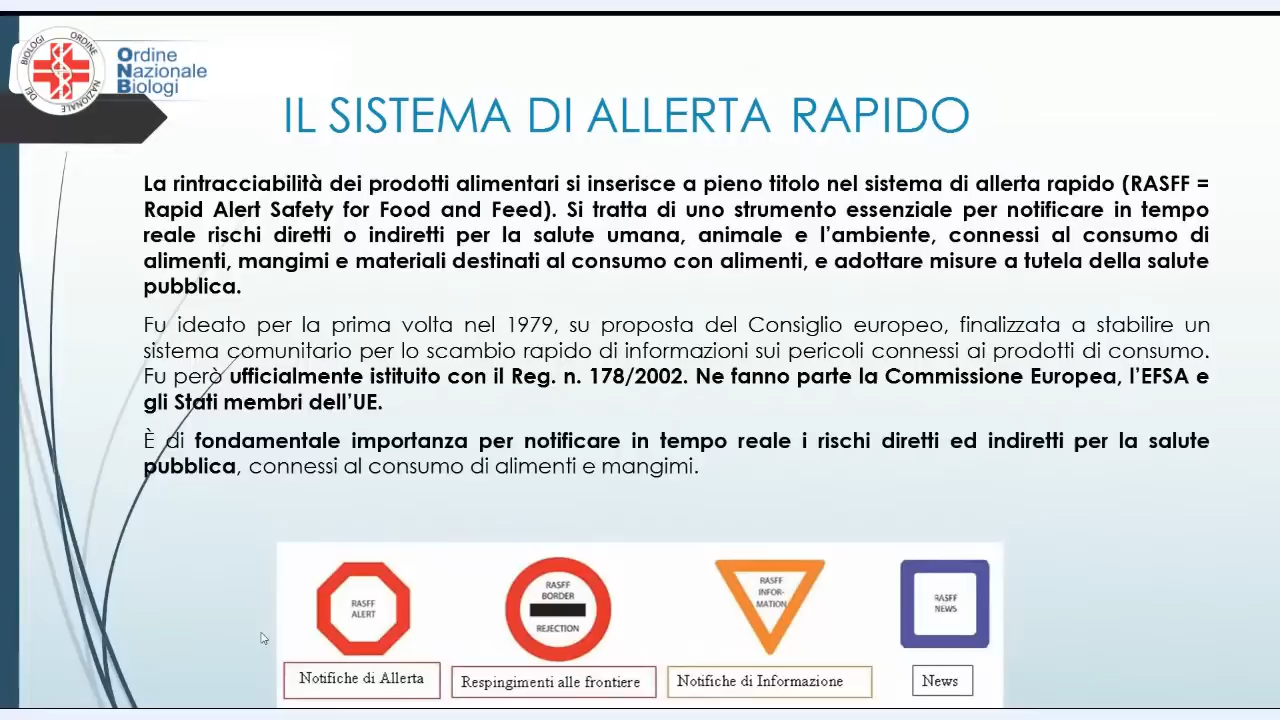 ORDINE NAZIONALE DEI BIOLOGI
Ordine
Nazionale
Biologi
IL SISTEMA DI ALLERTA RAPIDO
La rintracciabilità dei prodotti alimentari si inserisce a pieno titolo nel sistema di allerta rapido (RASFF =
Rapid Alert Safety for Food and Feed). Si tratta di uno strumento essenziale per notificare in tempo
reale rischi diretti o indiretti per la salute umana, animale e l’ambiente, connessi al consumo di
alimenti, mangimi e materiali destinati al consumo con alimenti, e adottare misure a tutela della salute
pubblica.
Fu ideato per la prima volta nel 1979, su proposta del Consiglio europeo, finalizzata a stabilire un
sistema comunitario per lo scambio rapido di informazioni sui pericoli connessi ai prodotti di consumo.
Fu però ufficialmente istituito con il Reg. n. 178/2002. Ne fanno parte la Commissione Europea, l’EFSA e
gli Stati membri dell’UE.
È di fondamentale importanza per notificare in tempo reale i rischi diretti ed indiretti per la salute
pubblica, connessi al consumo di alimenti e mangimi.
RASFF
ALERT
RASFF
BORDER
REJECTION
RASFF
INFOR-
MATION
RASFF
NEWS
Notifiche di Allerta
Respingimenti alle frontiere
Notifiche di Informazione
News